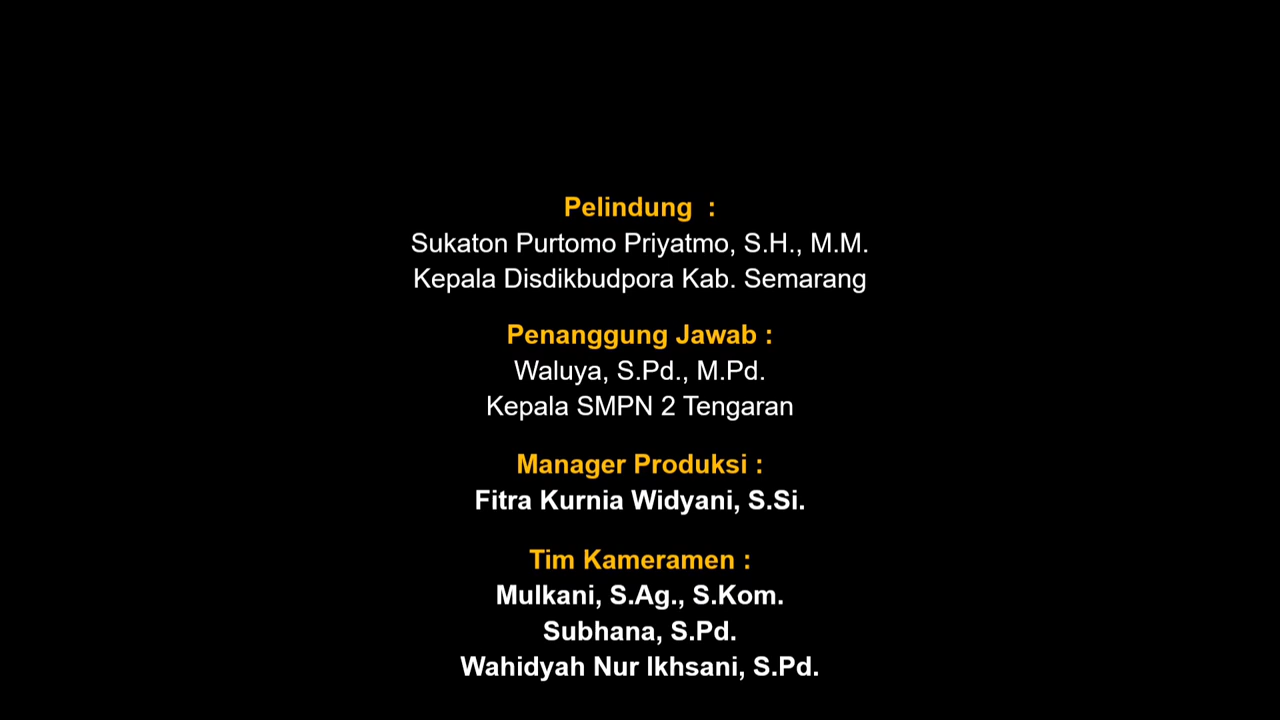 Pelindung  :
Sukaton Purtomo Priyatmo, S.H., M.M.
Kepala Disdikbudpora Kab. Semarang
Penanggung Jawab :
Waluya, S.Pd., M.Pd.
Kepala SMPN 2 Tengaran
Manager Produksi :
Fitra Kurnia Widyani, S.Si.
Tim Kameramen :
Mulkani, S.Ag., S.Kom.
Subhana, S.Pd.
Wahidyah Nur Ikhsani, S.Pd.